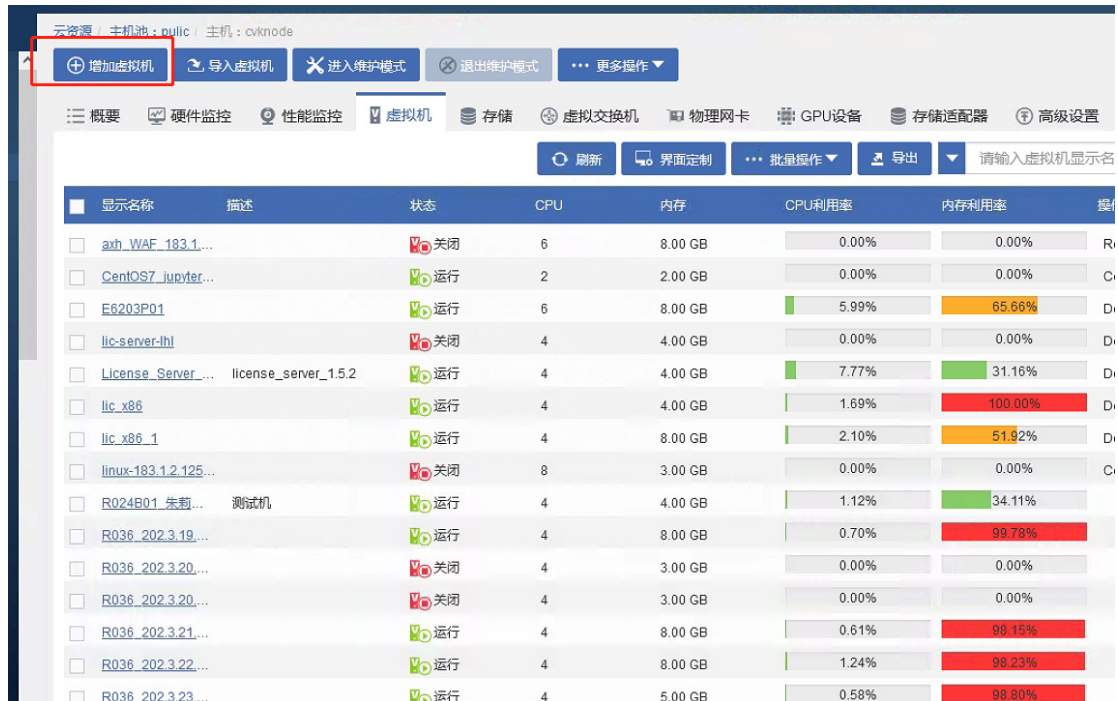 云资源 / 主机池：pulic / 主机：cvknode
增加虚拟机 导入虚拟机 进入维护模式 退出维护模式 更多操作
概要 硬件监控 性能监控 虚拟机 存储 虚拟交换机 物理网卡 GPU设备 存储适配器 高级设置
刷新 界面定制 批量操作 导出 请输入虚拟机显示名
显示名称 描述 状态 CPU 内存 CPU利用率 内存利用率 操作
axh_WAF_183.1.... 关闭 6 8.00 GB 0.00% 0.00% Re
CentOS7_jupyter... 运行 2 2.00 GB 0.00% 0.00% Ce
E6203P01 运行 6 8.00 GB 5.99% 65.66% De
lic-server-lhl 关闭 4 4.00 GB 0.00% 0.00% De
License_Server_... license_server_1.5.2 运行 4 4.00 GB 7.77% 31.16% De
lic_x86 运行 4 4.00 GB 1.69% 100.00% De
lic_x86_1 运行 4 8.00 GB 2.10% 51.92% De
linux-183.1.2.125... 关闭 8 3.00 GB 0.00% 0.00% Ce
R024B01_朱莉... 测试机 运行 4 4.00 GB 1.12% 34.11%
R036_202.3.19.... 运行 4 8.00 GB 0.70% 99.78%
R036_202.3.20.... 关闭 4 3.00 GB 0.00% 0.00%
R036_202.3.20.... 关闭 4 3.00 GB 0.00% 0.00%
R036_202.3.21.... 运行 4 8.00 GB 0.61% 98.15%
R036_202.3.22.... 运行 4 8.00 GB 1.24% 98.23%
R036_202.3.23.... 运行 4 5.00 GB 0.58% 98.80%